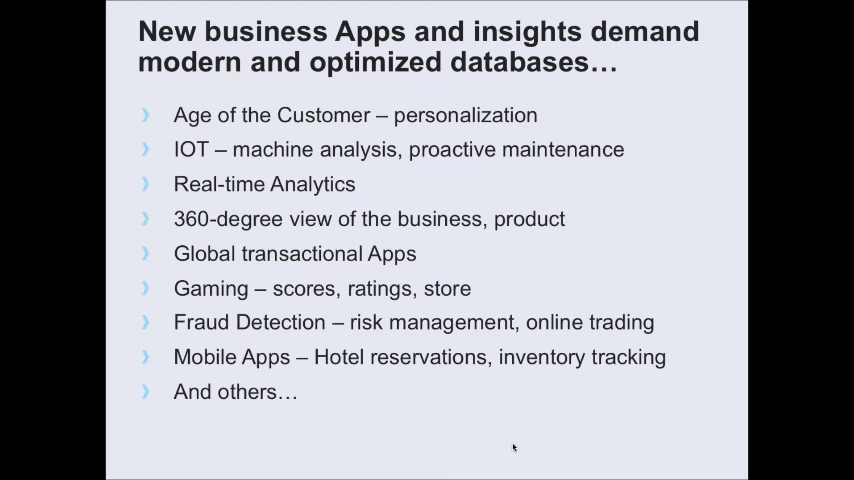 New business Apps and insights demand
modern and optimized databases…
Age of the Customer – personalization
IOT – machine analysis, proactive maintenance
Real-time Analytics
360-degree view of the business, product
Global transactional Apps
Gaming – scores, ratings, store
Fraud Detection – risk management, online trading
Mobile Apps – Hotel reservations, inventory tracking
And others…